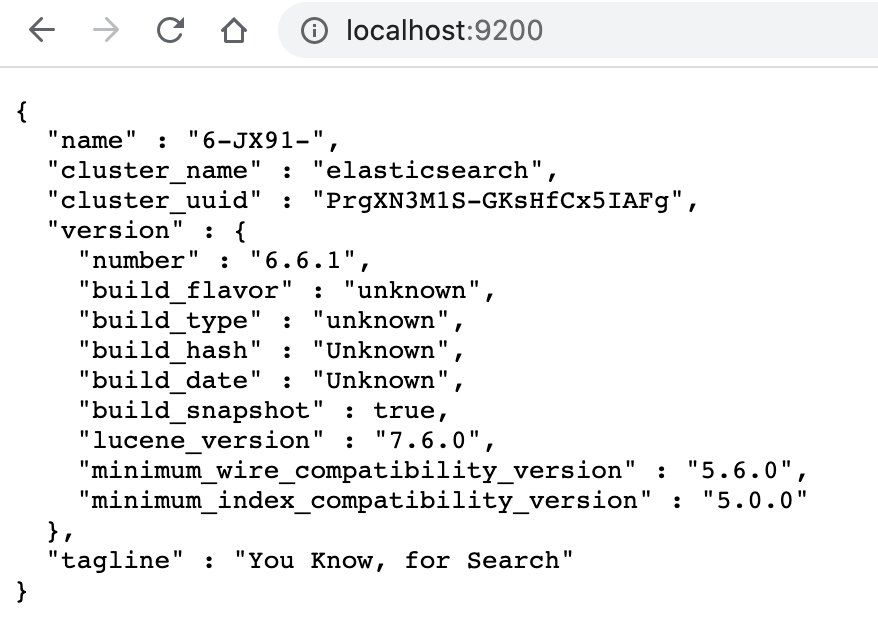 localhost:9200
{
  "name" : "6-JX91-",
  "cluster_name" : "elasticsearch",
  "cluster_uuid" : "PrgXN3M1S-GKsHfCx5IAFg",
  "version" : {
    "number" : "6.6.1",
    "build_flavor" : "unknown",
    "build_type" : "unknown",
    "build_hash" : "Unknown",
    "build_date" : "Unknown",
    "build_snapshot" : true,
    "lucene_version" : "7.6.0",
    "minimum_wire_compatibility_version" : "5.6.0",
    "minimum_index_compatibility_version" : "5.0.0"
  },
  "tagline" : "You Know, for Search"
}